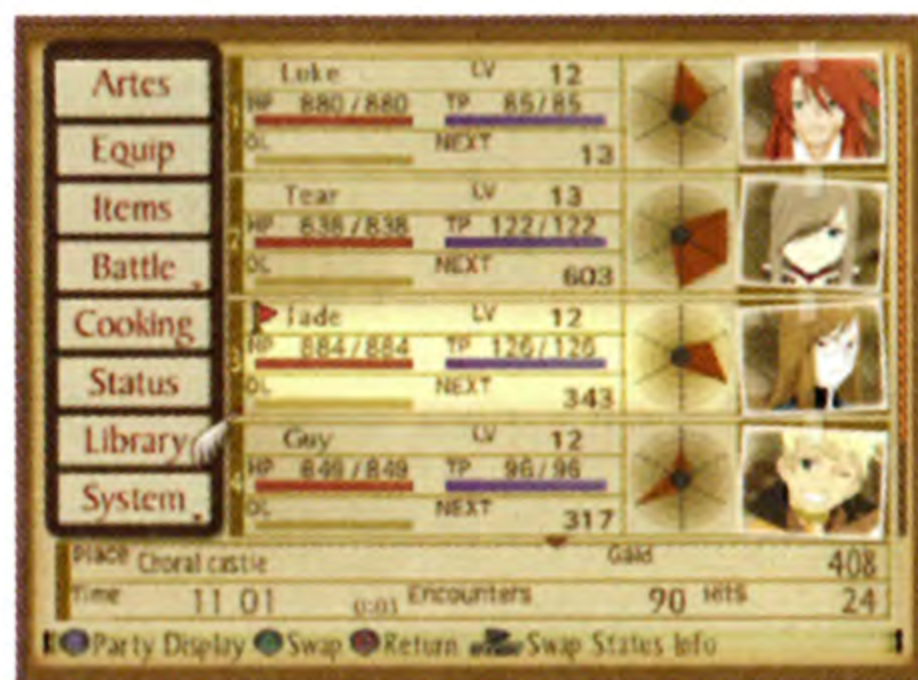 Artes
Equip
Items
Battle
Cooking
Status
Library
System
Luke LV 12
HP 880/880 TP 85/85
OL NEXT 13
Tear LV 13
HP 838/838 TP 122/122
OL NEXT 603
Jade LV 12
HP 884/884 TP 126/126
OL NEXT 343
Guy LV 12
HP 849/849 TP 96/96
OL NEXT 317
Place Choral castle Gald 408
Time 11 01 0:01 Encounters 90 Hits 24
Party Display Swap Return Swap Status Info